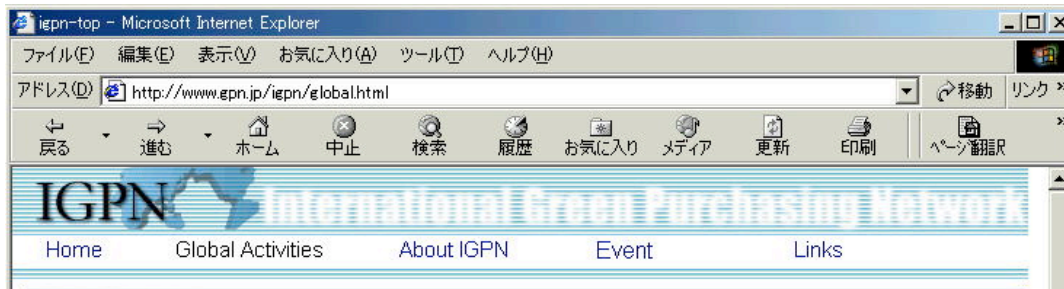 igpn-top - Microsoft Internet Explorer
ファイル(F) 編集(E) 表示(V) お気に入り(A) ツール(T) ヘルプ(H)
アドレス(D) http://www.gpn.jp/igpn/global.html 移動 リンク »
戻る 進む ホーム 中止 検索 履歴 お気に入り メディア 更新 印刷 ページ翻訳 »
IGPN International Green Purchasing Network
Home Global Activities About IGPN Event Links